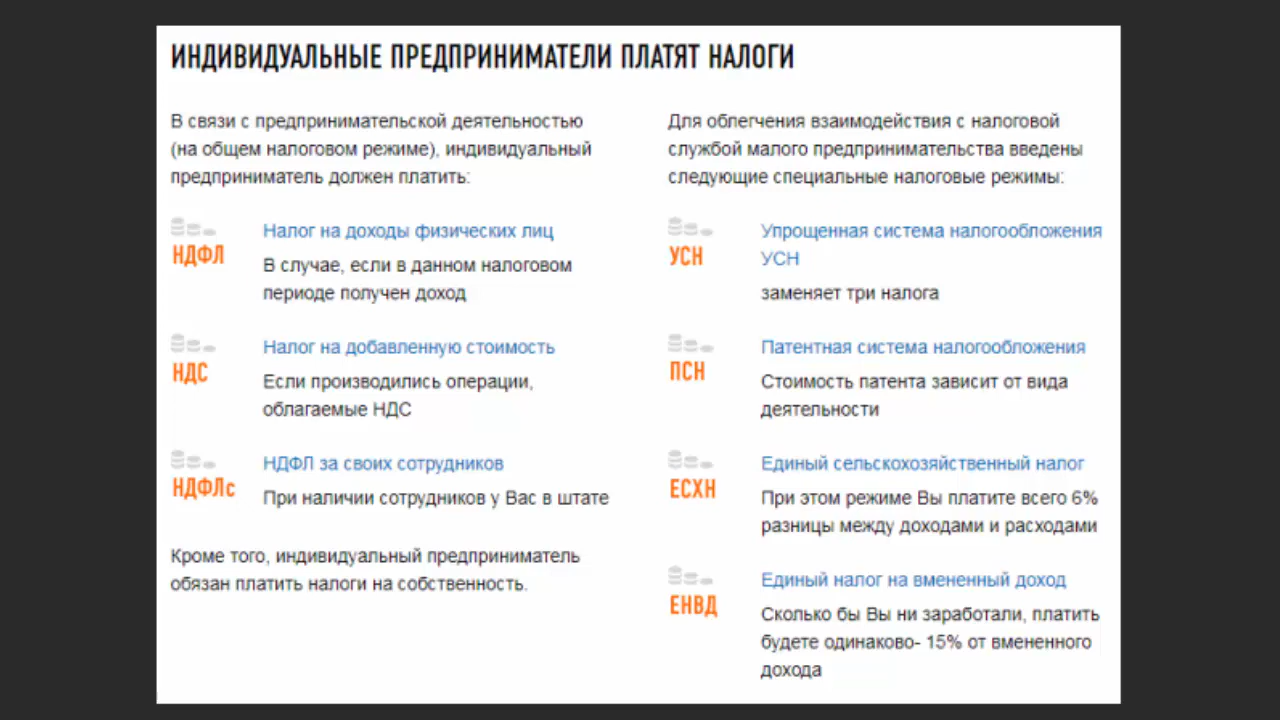 ИНДИВИДУАЛЬНЫЕ ПРЕДПРИНИМАТЕЛИ ПЛАТЯТ НАЛОГИ
В связи с предпринимательской деятельностью
(на общем налоговом режиме), индивидуальный
предприниматель должен платить:
НДФЛ
Налог на доходы физических лиц
В случае, если в данном налоговом
периоде получен доход
НДС
Налог на добавленную стоимость
Если производились операции,
облагаемые НДС
НДФЛс
НДФЛ за своих сотрудников
При наличии сотрудников у Вас в штате
Кроме того, индивидуальный предприниматель
обязан платить налоги на собственность.
Для облегчения взаимодействия с налоговой
службой малого предпринимательства введены
следующие специальные налоговые режимы:
УСН
Упрощенная система налогообложения
УСН
заменяет три налога
ПСН
Патентная система налогообложения
Стоимость патента зависит от вида
деятельности
ЕСХН
Единый сельскохозяйственный налог
При этом режиме Вы платите всего 6%
разницы между доходами и расходами
ЕНВД
Единый налог на вмененный доход
Сколько бы Вы ни заработали, платить
будете одинаково- 15% от вмененного
дохода